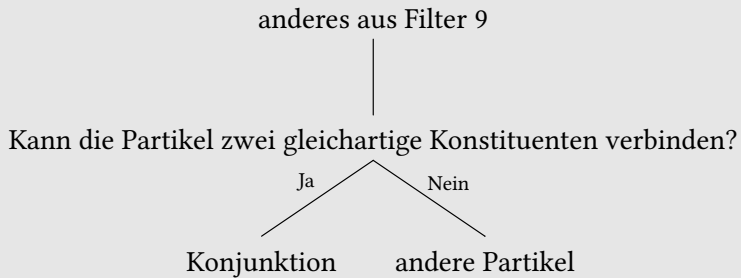 anderes aus Filter 9
Kann die Partikel zwei gleichartige Konstituenten verbinden?
Ja
Nein
Konjunktion
andere Partikel